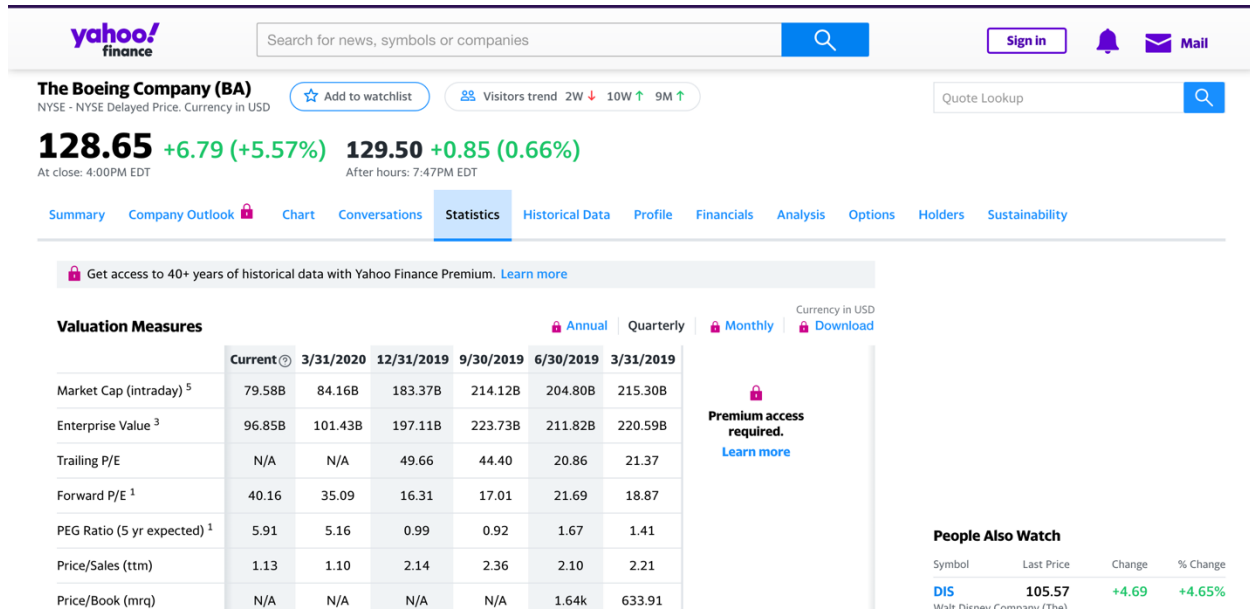 yahoo!
finance
Search for news, symbols or companies
Sign in
Mail
The Boeing Company (BA)
NYSE - NYSE Delayed Price. Currency in USD
Add to watchlist
Visitors trend 2W ↓ 10W ↑ 9M ↑
Quote Lookup
128.65 +6.79 (+5.57%)
At close: 4:00PM EDT
129.50 +0.85 (0.66%)
After hours: 7:47PM EDT
Summary Company Outlook Chart Conversations Statistics Historical Data Profile Financials Analysis Options Holders Sustainability
Get access to 40+ years of historical data with Yahoo Finance Premium. Learn more
Currency in USD
Valuation Measures Annual Quarterly Monthly Download
Current 3/31/2020 12/31/2019 9/30/2019 6/30/2019 3/31/2019
Market Cap (intraday) 5 79.58B 84.16B 183.37B 214.12B 204.80B 215.30B
Enterprise Value 3 96.85B 101.43B 197.11B 223.73B 211.82B 220.59B
Trailing P/E N/A N/A 49.66 44.40 20.86 21.37
Forward P/E 1 40.16 35.09 16.31 17.01 21.69 18.87
PEG Ratio (5 yr expected) 1 5.91 5.16 0.99 0.92 1.67 1.41
Price/Sales (ttm) 1.13 1.10 2.14 2.36 2.10 2.21
Price/Book (mrq) N/A N/A N/A N/A 1.64k 633.91
Premium access
required.
Learn more
People Also Watch
Symbol Last Price Change % Change
DIS 105.57 +4.69 +4.65%
Walt Disney Company (The)